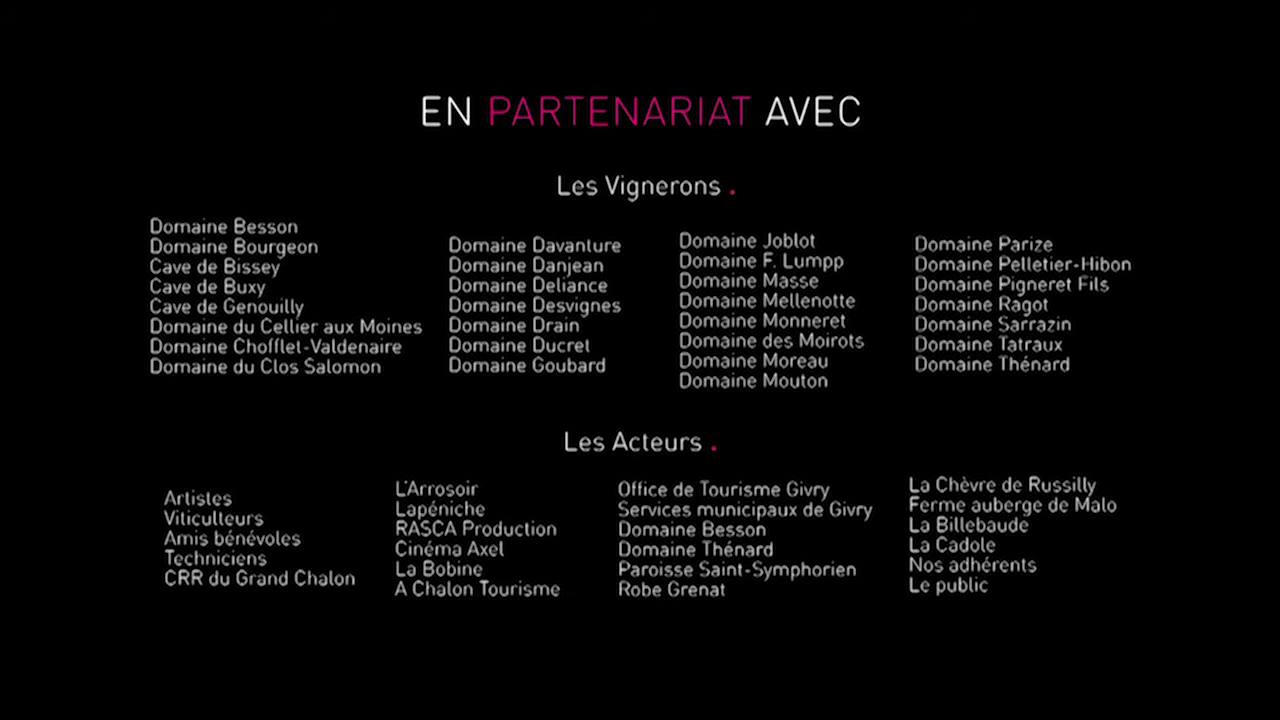 EN PARTENARIAT AVEC
Les Vignerons .
Domaine Besson
Domaine Bourgeon
Cave de Bissey
Cave de Buxy
Cave de Genouilly
Domaine du Cellier aux Moines
Domaine Chofflet-Valdenaire
Domaine du Clos Salomon
Domaine Davanture
Domaine Danjean
Domaine Deliance
Domaine Desvignes
Domaine Drain
Domaine Ducret
Domaine Goubard
Domaine Joblot
Domaine F. Lumpp
Domaine Masse
Domaine Mellenotte
Domaine Monneret
Domaine des Moirots
Domaine Moreau
Domaine Mouton
Domaine Parize
Domaine Pelletier-Hibon
Domaine Pigneret Fils
Domaine Ragot
Domaine Sarrazin
Domaine Tatraux
Domaine Thénard
Les Acteurs .
Artistes
Viticulteurs
Amis bénévoles
Techniciens
CRR du Grand Chalon
L'Arrosoir
Lapéniche
RASCA Production
Cinéma Axel
La Bobine
A Chalon Tourisme
Office de Tourisme Givry
Services municipaux de Givry
Domaine Besson
Domaine Thénard
Paroisse Saint-Symphorien
Robe Grenat
La Chèvre de Russilly
Ferme auberge de Malo
La Billebaude
La Cadole
Nos adhérents
Le public